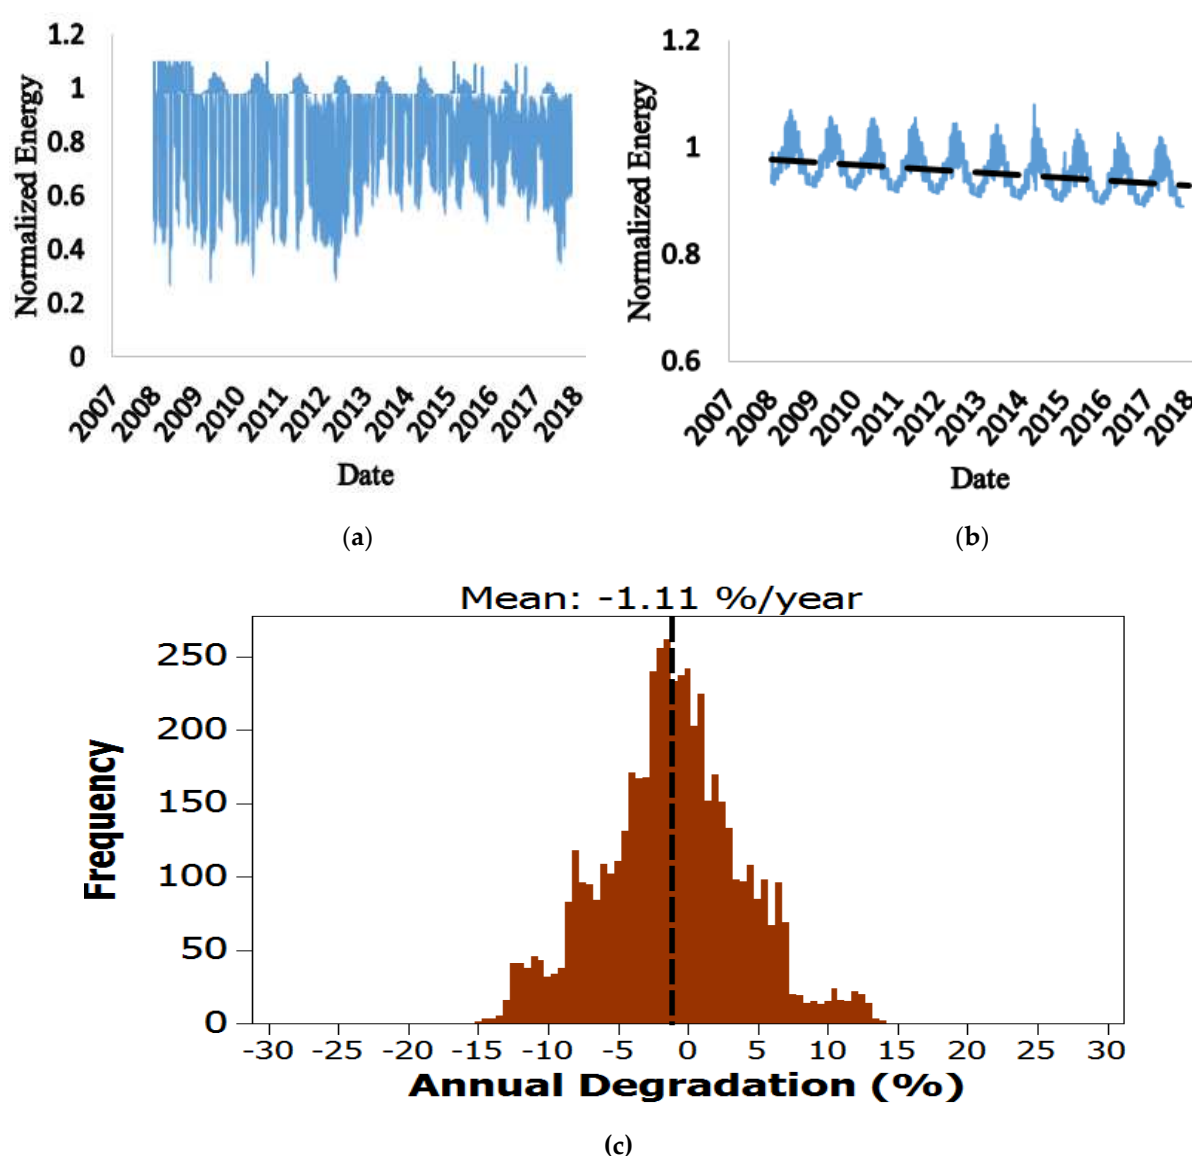 1.2
1
0.8
0.6
0.4
0.2
0
Normalized Energy
2007 2008 2009 2010 2011 2012 2013 2014 2015 2016 2017 2018
Date
(a)
1.2
1
0.8
0.6
Normalized Energy
2007 2008 2009 2010 2011 2012 2013 2014 2015 2016 2017 2018
Date
(b)
Mean: -1.11 %/year
250
200
150
100
50
0
Frequency
-30 -25 -20 -15 -10 -5 0 5 10 15 20 25 30
Annual Degradation (%)
(c)